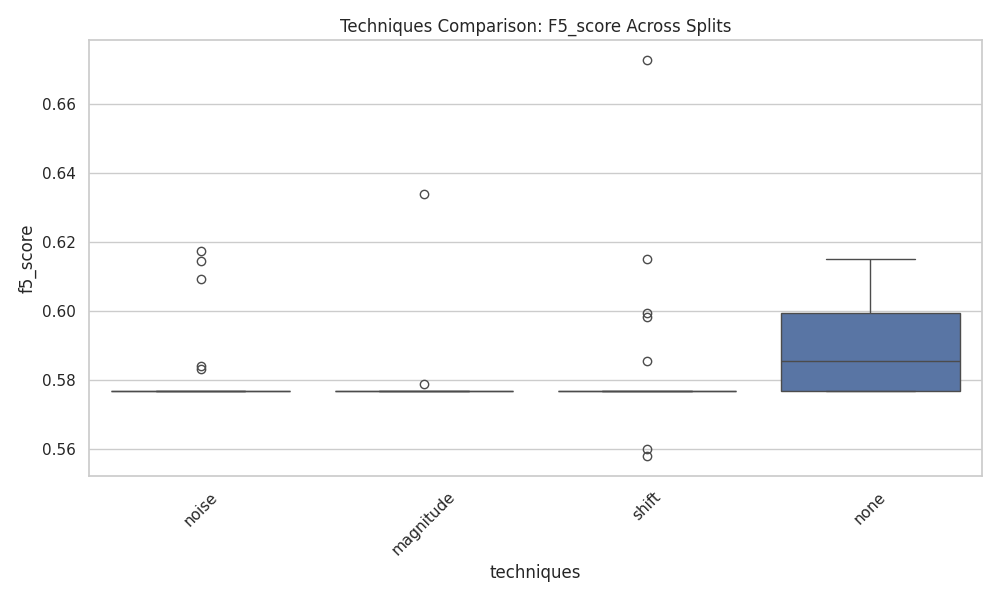 Techniques Comparison: F5_score Across Splits
f5_score
0.66
0.64
0.62
0.60
0.58
0.56
noise
magnitude
shift
none
techniques